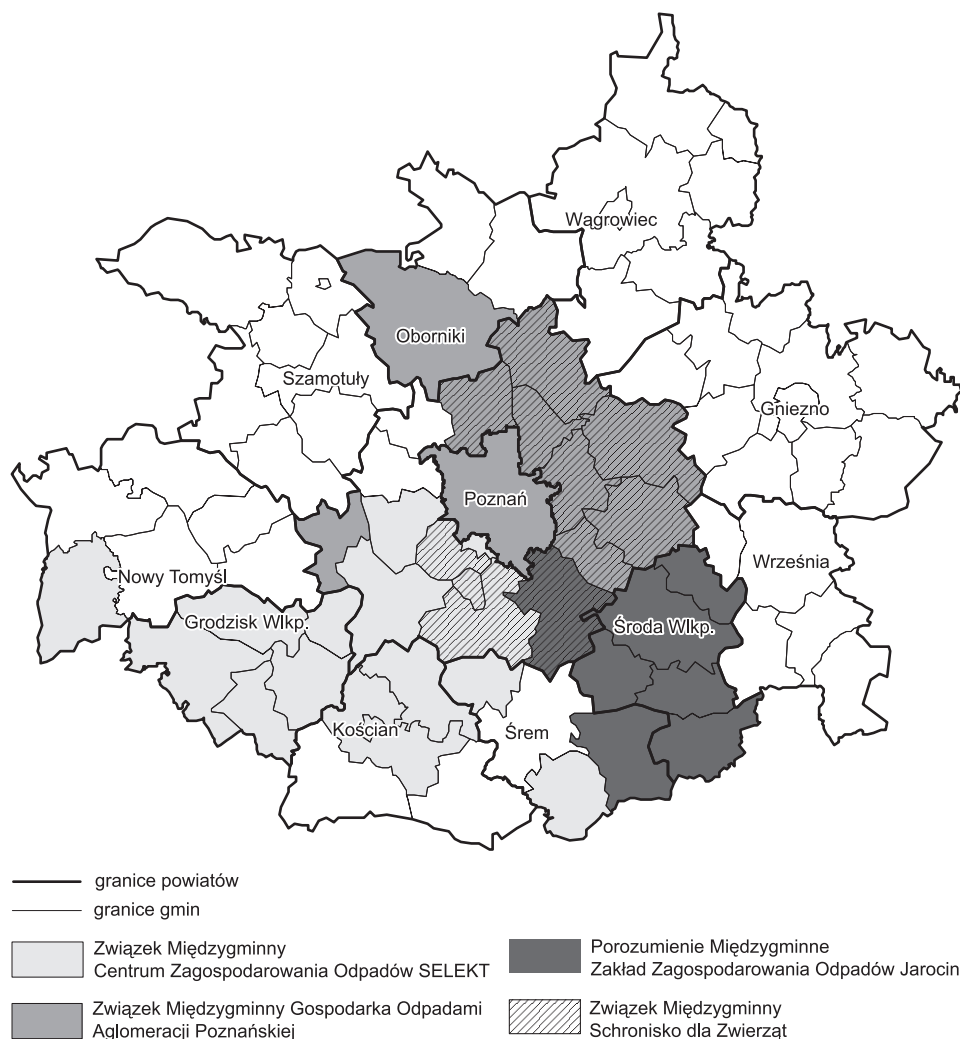 Wągrowiec
Oborniki
Szamotuły
Gniezno
Poznań
Września
Nowy Tomyśl
Grodzisk Wlkp.
Środa Wlkp.
Kościan
Śrem
granice powiatów
granice gmin
Związek Międzygminny
Centrum Zagospodarowania Odpadów SELEKT
Związek Międzygminny Gospodarka Odpadami
Aglomeracji Poznańskiej
Porozumienie Międzygminne
Zakład Zagospodarowania Odpadów Jarocin
Związek Międzygminny
Schronisko dla Zwierząt